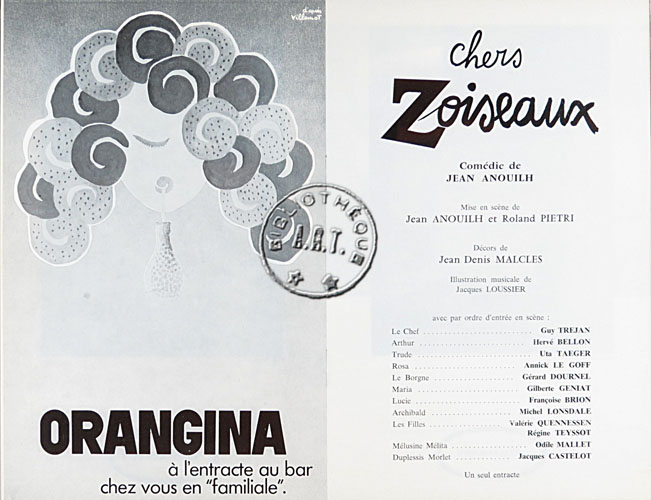 d'après
Villemot
ORANGINA
à l'entracte au bar
chez vous en "familiale".
BIBLIOTHÈQUE
A.R.T.
chers
Zoiseaux
Comédie de
JEAN ANOUILH
Mise en scène de
Jean ANOUILH et Roland PIETRI
Décors de
Jean Denis MALCLES
Illustration musicale de
Jacques LOUSSIER
avec par ordre d'entrée en scène :
Le Chef ........................ Guy TREJAN
Arthur ........................ Hervé BELLON
Trude ........................ Uta TAEGER
Rosa ........................ Annick LE GOFF
Le Borgne ........................ Gérard DOURNEL
Maria ........................ Gilberte GENIAT
Lucie ........................ Françoise BRION
Archibald ........................ Michel LONSDALE
Les Filles ........................ Valérie QUENNESSEN
Régine TEYSSOT
Mélusine Mélita ........................ Odile MALLET
Duplessis Morlet ........................ Jacques CASTELOT
Un seul entracte